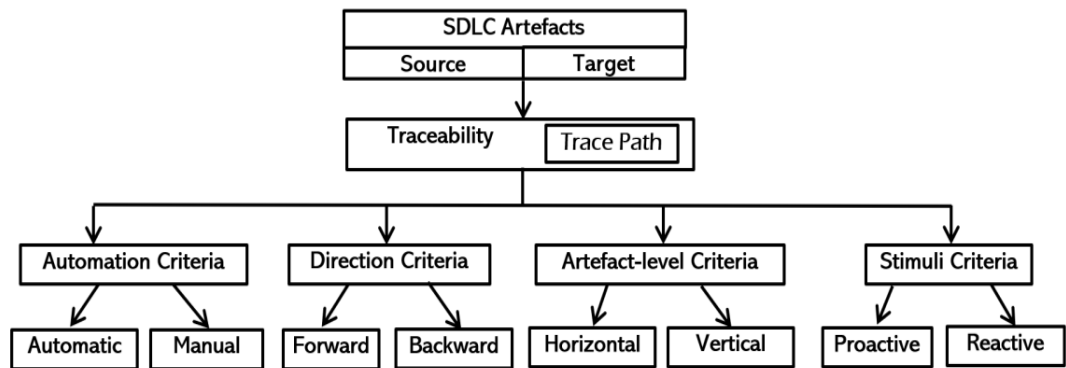 SDLC Artefacts
Source Target
Traceability Trace Path
Automation Criteria Direction Criteria Artefact-level Criteria Stimuli Criteria
Automatic Manual Forward Backward Horizontal Vertical Proactive Reactive